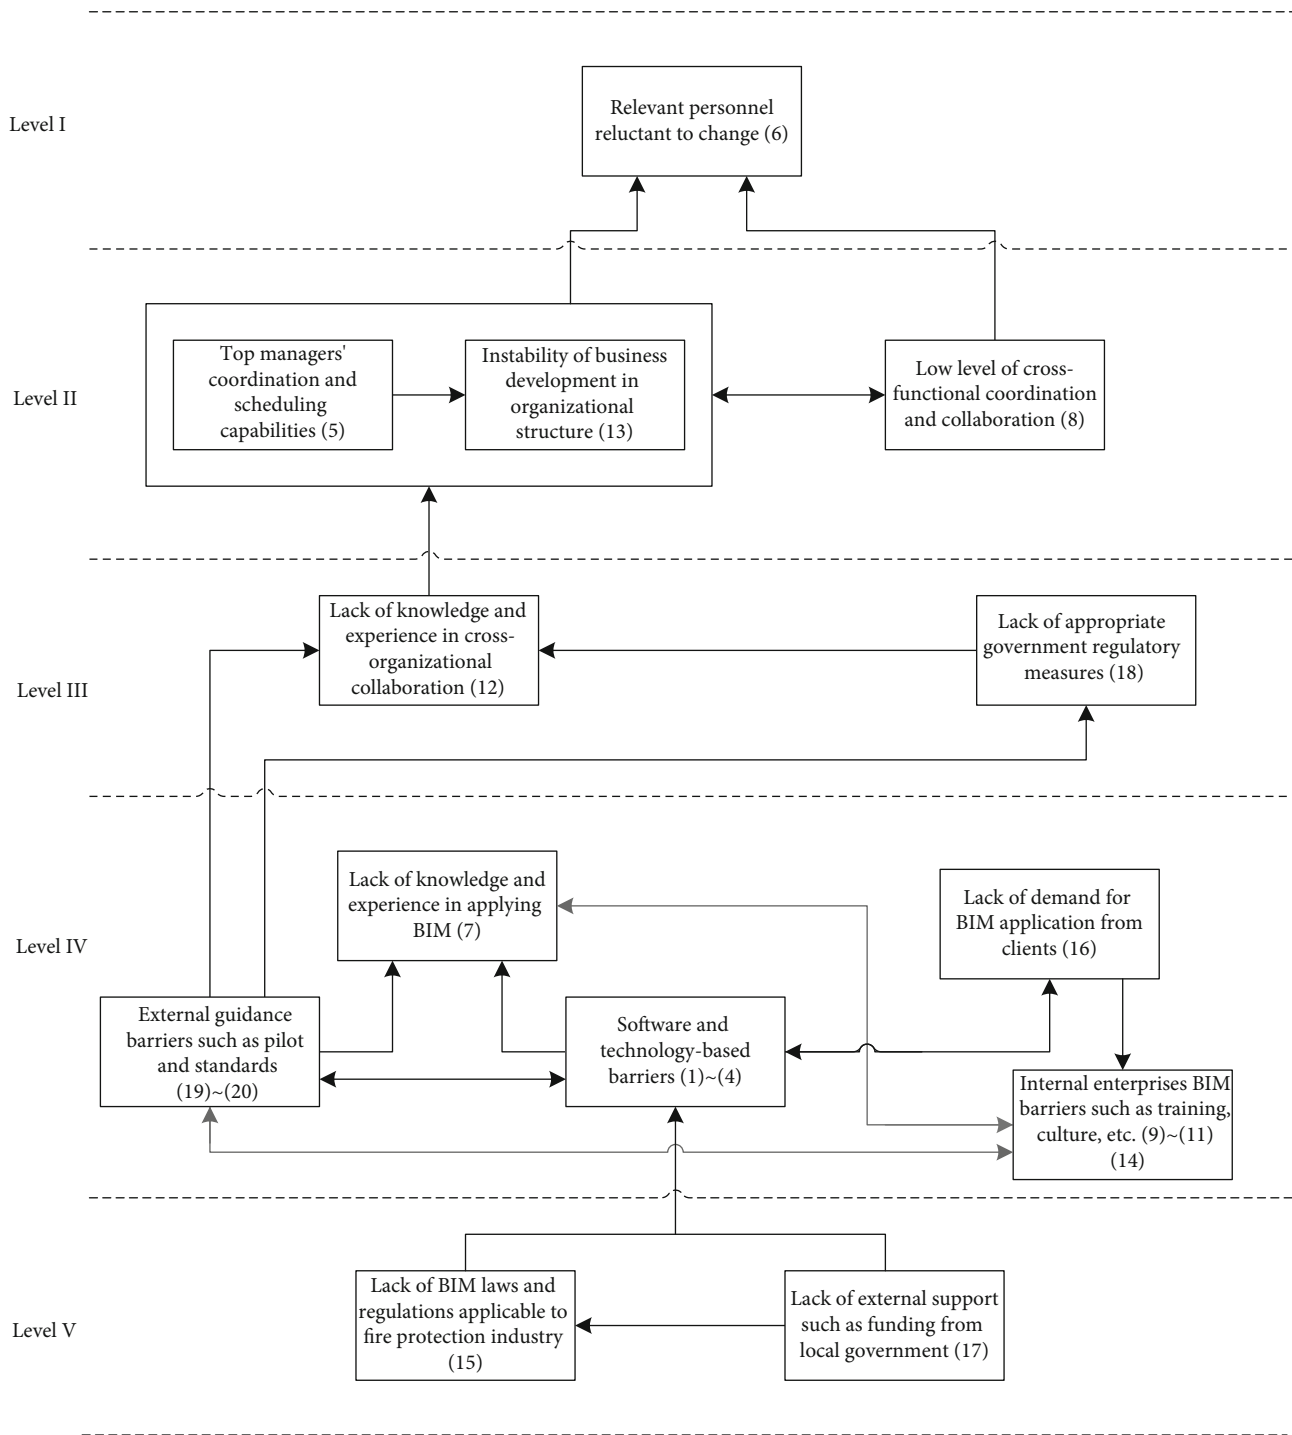 Level I
Relevant personnel
reluctant to change (6)
Level II
Top managers'
coordination and
scheduling
capabilities (5)
Instability of business
development in
organizational
structure (13)
Low level of cross-
functional coordination
and collaboration (8)
Level III
Lack of knowledge and
experience in cross-
organizational
collaboration (12)
Lack of appropriate
government regulatory
measures (18)
Level IV
Lack of knowledge and
experience in applying
BIM (7)
Lack of demand for
BIM application from
clients (16)
External guidance
barriers such as pilot
and standards
(19)~(20)
Software and
technology-based
barriers (1)~(4)
Internal enterprises BIM
barriers such as training,
culture, etc. (9)~(11)
(14)
Level V
Lack of BIM laws and
regulations applicable to
fire protection industry
(15)
Lack of external support
such as funding from
local government (17)